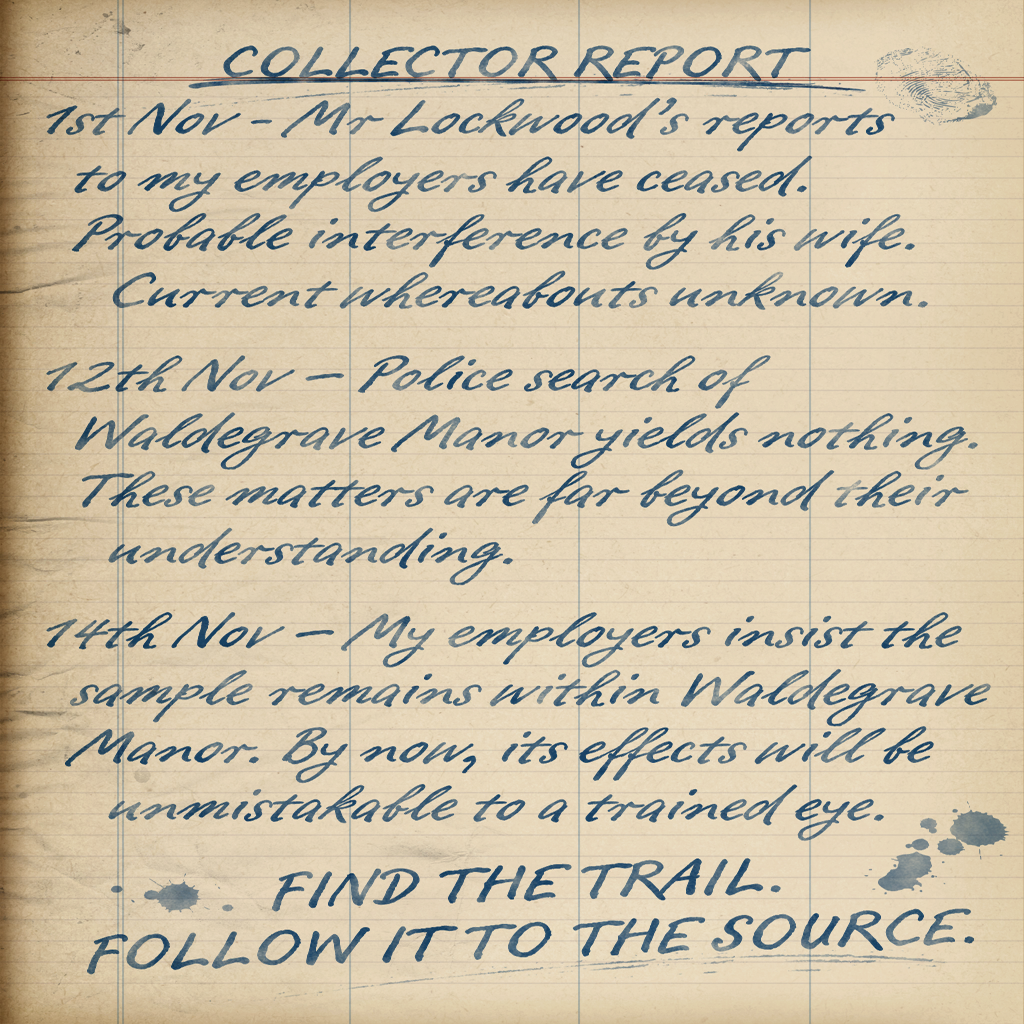 COLLECTOR REPORT
1st Nov – Mr Lockwood's reports
to my employers have ceased.
Probable interference by his wife.
Current whereabouts unknown.
12th Nov — Police search of
Waldegrave Manor yields nothing.
These matters are far beyond their
understanding.
14th Nov — My employers insist the
sample remains within Waldegrave
Manor. By now, its effects will be
unmistakable to a trained eye.
FIND THE TRAIL.
FOLLOW IT TO THE SOURCE.